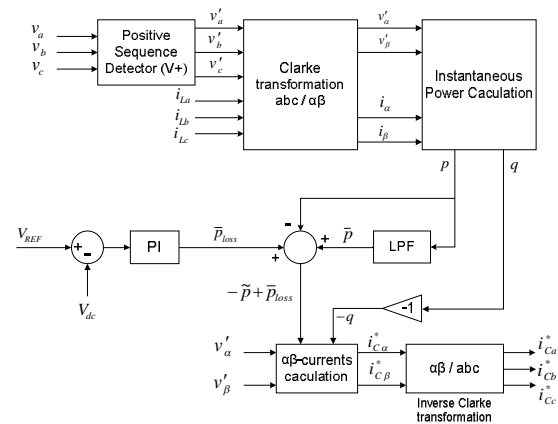 v_a
v_b
v_c
Positive
Sequence
Detector (V+)
v'_a
v'_b
v'_c
i_La
i_Lb
i_Lc
Clarke
transformation
abc / αβ
v'_α
v'_β
i_α
i_β
Instantaneous
Power Caculation
p
q
V_REF
+
-
V_dc
PI
p̄_loss
-
+
+
p̄
LPF
-p̃ + p̄_loss
-q
-1
v'_α
v'_β
αβ-currents
caculation
i*_Cα
i*_Cβ
αβ / abc
Inverse Clarke
transformation
i*_Ca
i*_Cb
i*_Cc